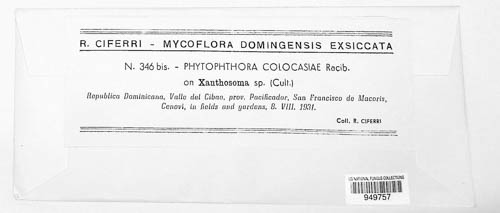 R. CIFERRI - MYCOFLORA DOMINGENSIS EXSICCATA
N. 346 bis. - PHYTOPHTHORA COLOCASIAE Racib.
on Xanthosoma sp. (Cult.)
Republica Dominicana, Valle del Cibao, prov. Pacificador, San Francisco de Macoris,
Cenovi, in fields and gardens, 8. VIII. 1931.
Coll. R. CIFERRI
US NATIONAL FUNGUS COLLECTIONS
949757